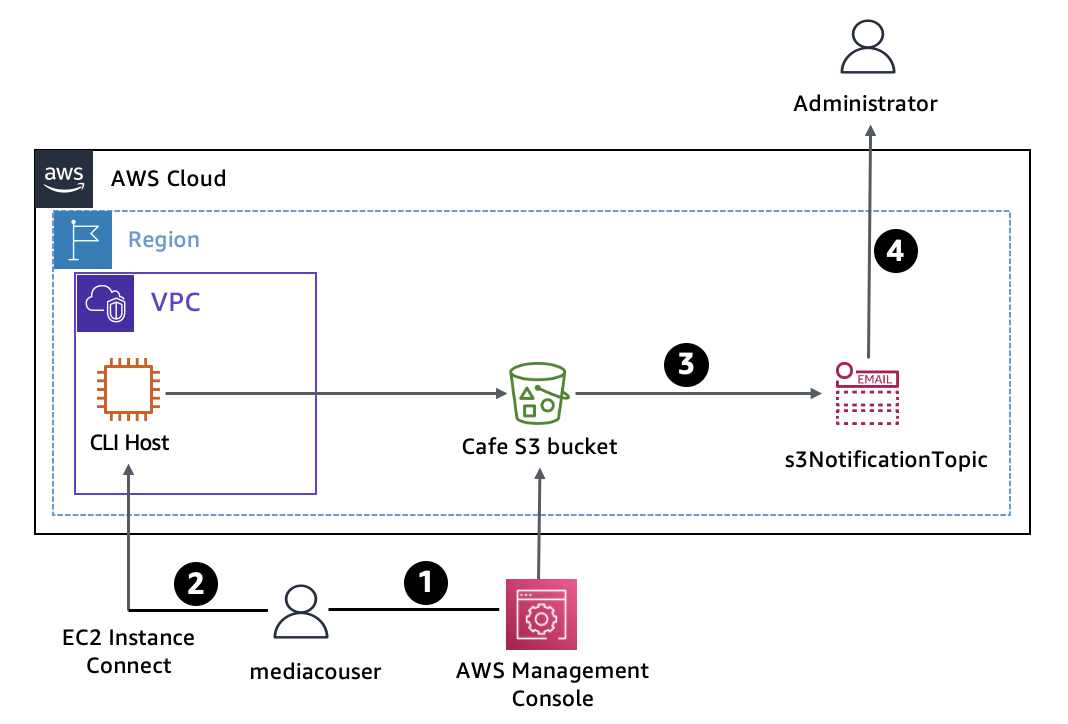 Administrator
aws
AWS Cloud
Region
4
VPC
3
EMAIL
CLI Host
Cafe S3 bucket
s3NotificationTopic
2
1
EC2 Instance
Connect
mediacouser
AWS Management
Console